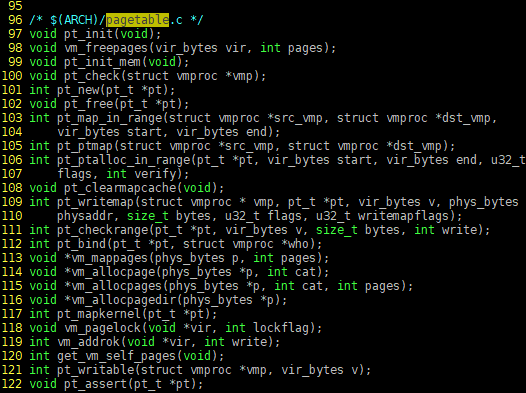 95
96 /* $(ARCH)/pagetable.c */
97 void pt_init(void);
98 void vm_freepages(vir_bytes vir, int pages);
99 void pt_init_mem(void);
100 void pt_check(struct vmproc *vmp);
101 int pt_new(pt_t *pt);
102 void pt_free(pt_t *pt);
103 int pt_map_in_range(struct vmproc *src_vmp, struct vmproc *dst_vmp,
104     vir_bytes start, vir_bytes end);
105 int pt_ptmap(struct vmproc *src_vmp, struct vmproc *dst_vmp);
106 int pt_ptalloc_in_range(pt_t *pt, vir_bytes start, vir_bytes end, u32_t
107     flags, int verify);
108 void pt_clearmapcache(void);
109 int pt_writemap(struct vmproc * vmp, pt_t *pt, vir_bytes v, phys_bytes
110     physaddr, size_t bytes, u32_t flags, u32_t writemapflags);
111 int pt_checkrange(pt_t *pt, vir_bytes v, size_t bytes, int write);
112 int pt_bind(pt_t *pt, struct vmproc *who);
113 void *vm_mappages(phys_bytes p, int pages);
114 void *vm_allocpage(phys_bytes *p, int cat);
115 void *vm_allocpages(phys_bytes *p, int cat, int pages);
116 void *vm_allocpagedir(phys_bytes *p);
117 int pt_mapkernel(pt_t *pt);
118 void vm_pagelock(void *vir, int lockflag);
119 int vm_addrok(void *vir, int write);
120 int get_vm_self_pages(void);
121 int pt_writable(struct vmproc *vmp, vir_bytes v);
122 void pt_assert(pt_t *pt);